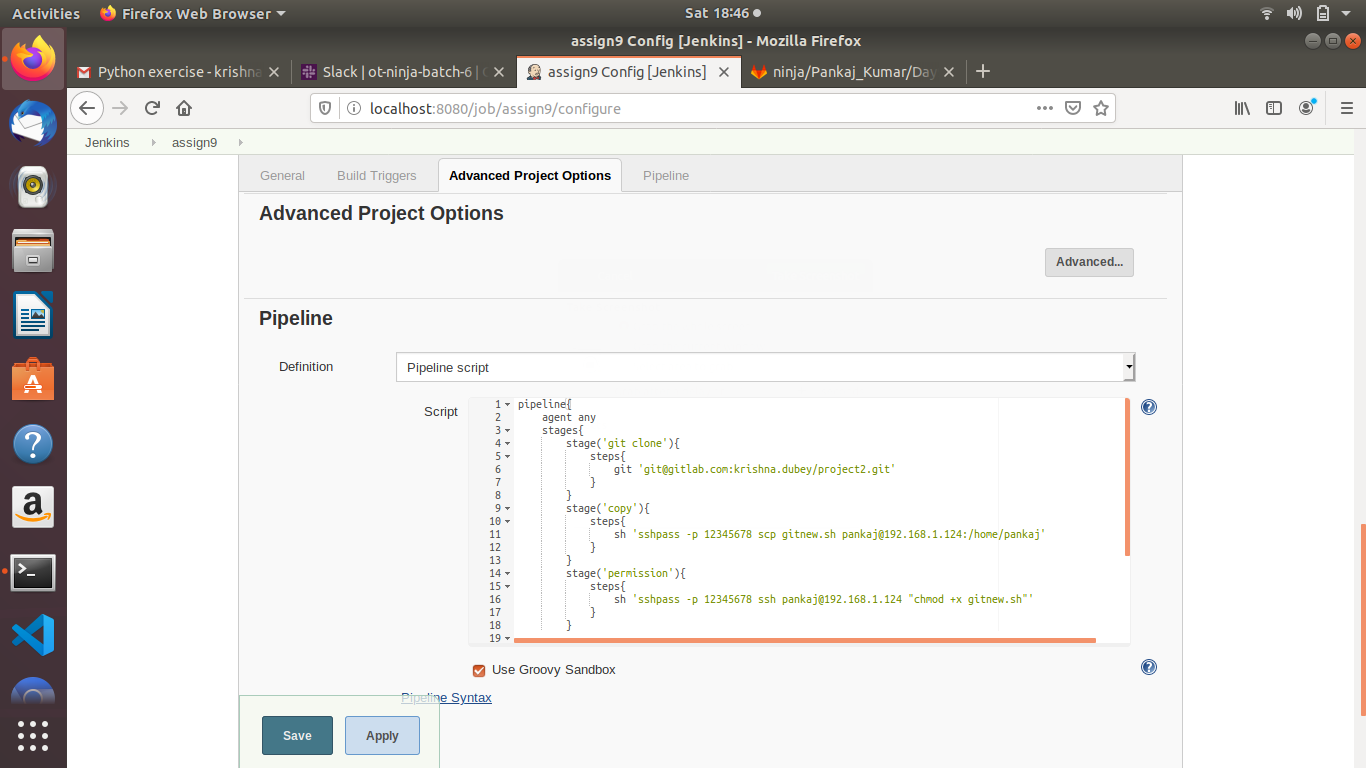 Activities Firefox Web Browser Sat 18:46
assign9 Config [Jenkins] - Mozilla Firefox
Python exercise - krishna Slack | ot-ninja-batch-6 | assign9 Config [Jenkins] ninja/Pankaj_Kumar/Day
localhost:8080/job/assign9/configure
Jenkins assign9
General Build Triggers Advanced Project Options Pipeline
Advanced Project Options
Advanced...
Pipeline
Definition Pipeline script
Script
1 pipeline{
2 agent any
3 stages{
4 stage('git clone'){
5 steps{
6 git 'git@gitlab.com:krishna.dubey/project2.git'
7 }
8 }
9 stage('copy'){
10 steps{
11 sh 'sshpass -p 12345678 scp gitnew.sh pankaj@192.168.1.124:/home/pankaj'
12 }
13 }
14 stage('permission'){
15 steps{
16 sh 'sshpass -p 12345678 ssh pankaj@192.168.1.124 "chmod +x gitnew.sh"'
17 }
18 }
19
Use Groovy Sandbox
Pipeline Syntax
Save Apply